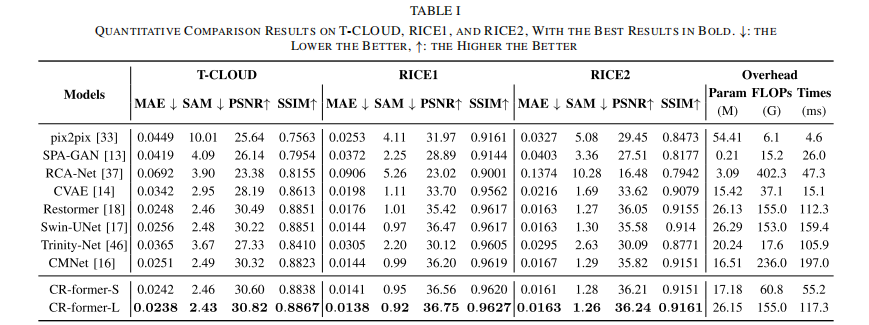 TABLE I
QUANTITATIVE COMPARISON RESULTS ON T-CLOUD, RICE1, AND RICE2, WITH THE BEST RESULTS IN BOLD. ↓: THE
LOWER THE BETTER, ↑: THE HIGHER THE BETTER
Models T-CLOUD RICE1 RICE2 Overhead
MAE ↓ SAM ↓ PSNR↑ SSIM↑ MAE ↓ SAM ↓ PSNR↑ SSIM↑ MAE ↓ SAM ↓ PSNR↑ SSIM↑ Param FLOPs Times
(M) (G) (ms)
pix2pix [33] 0.0449 10.01 25.64 0.7563 0.0253 4.11 31.97 0.9161 0.0327 5.08 29.45 0.8473 54.41 6.1 4.6
SPA-GAN [13] 0.0419 4.09 26.14 0.7954 0.0372 2.25 28.89 0.9144 0.0403 3.36 27.51 0.8177 0.21 15.2 26.0
RCA-Net [37] 0.0692 3.90 23.38 0.8155 0.0906 5.26 23.02 0.9001 0.1374 10.28 16.48 0.7942 3.09 402.3 47.3
CVAE [14] 0.0342 2.95 28.19 0.8613 0.0198 1.11 33.70 0.9562 0.0216 1.69 33.62 0.9079 15.42 37.1 15.1
Restormer [18] 0.0248 2.46 30.49 0.8851 0.0176 1.01 35.42 0.9617 0.0163 1.27 36.05 0.9155 26.13 155.0 112.3
Swin-UNet [17] 0.0256 2.48 30.22 0.8851 0.0144 0.97 36.47 0.9617 0.0163 1.30 35.58 0.914 26.29 153.0 159.4
Trinity-Net [46] 0.0365 3.67 27.33 0.8410 0.0305 2.20 30.12 0.9605 0.0295 2.63 30.09 0.8771 20.24 17.6 105.9
CMNet [16] 0.0251 2.49 30.32 0.8823 0.0144 0.99 36.20 0.9619 0.0167 1.29 35.82 0.9151 16.51 236.0 197.0
CR-former-S 0.0242 2.46 30.60 0.8838 0.0141 0.95 36.56 0.9620 0.0161 1.28 36.21 0.9151 17.18 60.8 55.2
CR-former-L 0.0238 2.43 30.82 0.8867 0.0138 0.92 36.75 0.9627 0.0163 1.26 36.24 0.9161 26.15 155.0 117.3